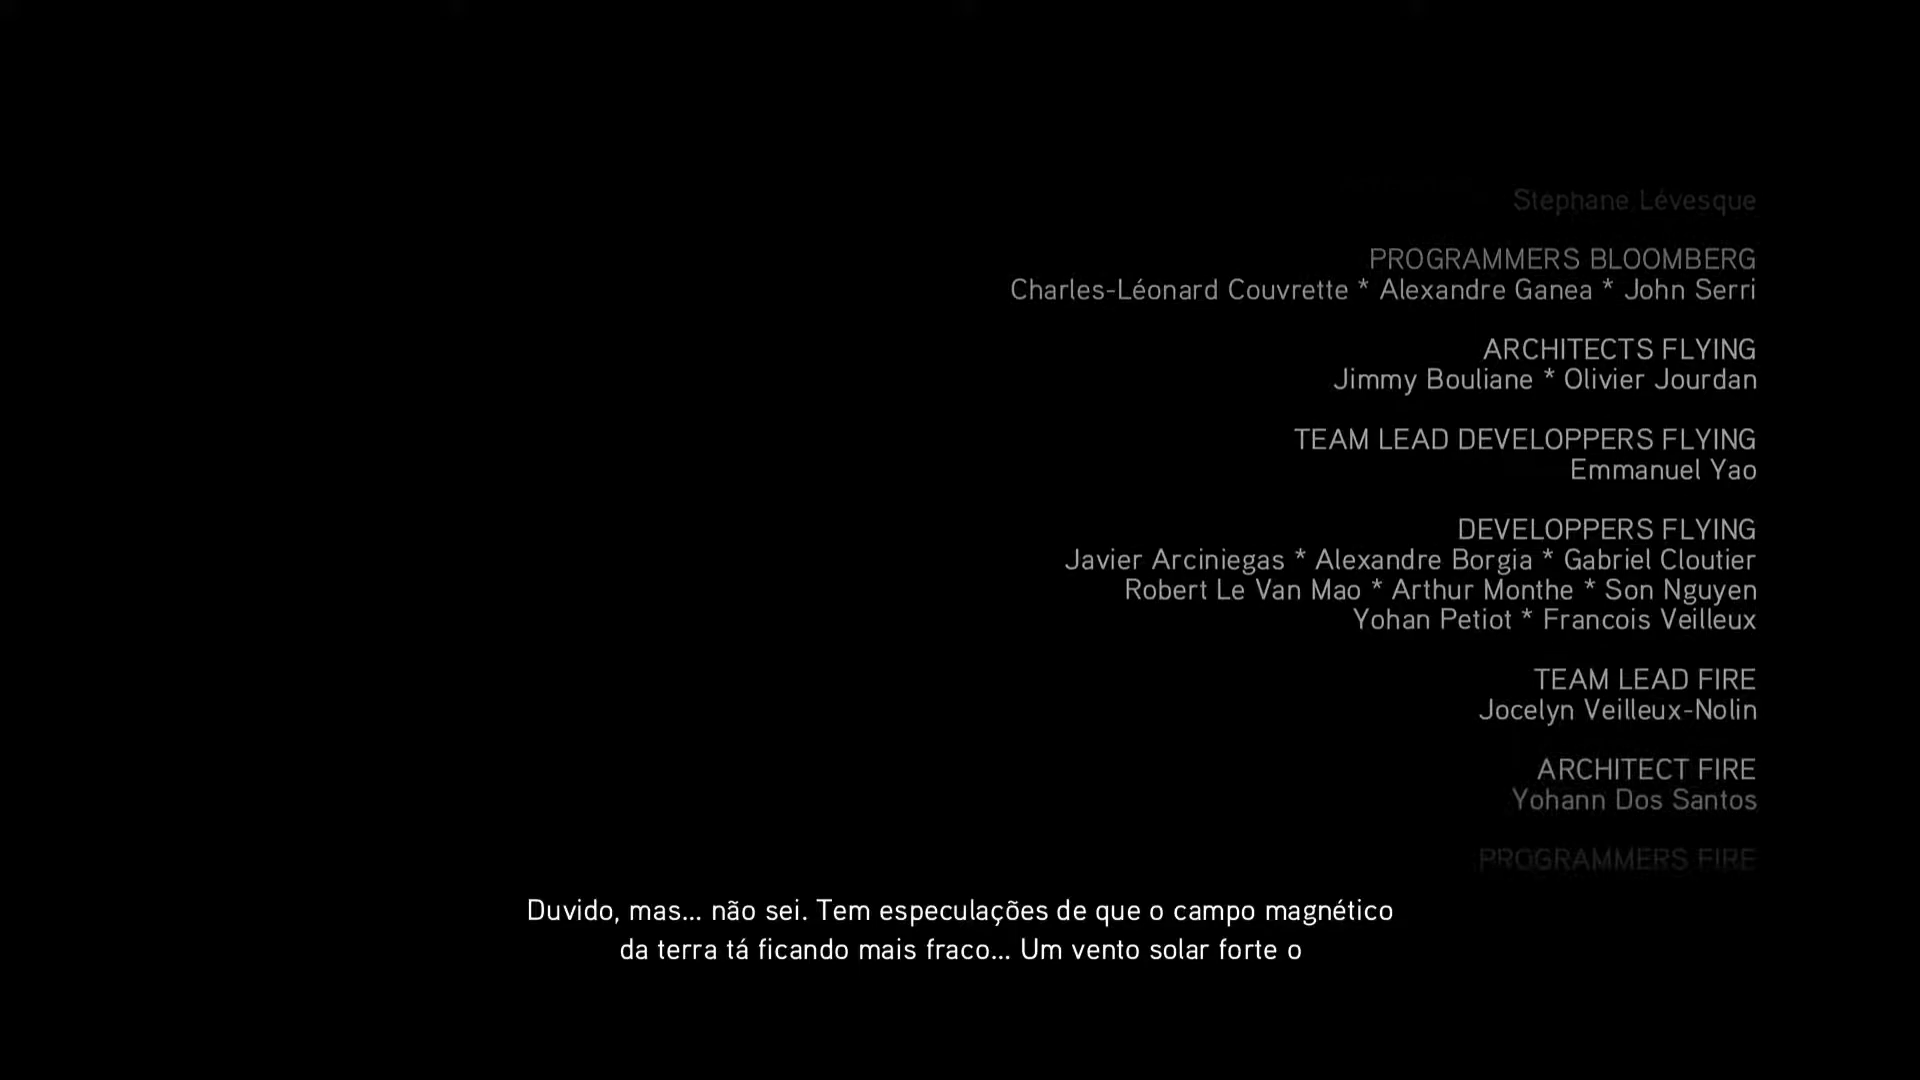 Stephane Lévesque
PROGRAMMERS BLOOMBERG
Charles-Léonard Couvrette * Alexandre Ganea * John Serri
ARCHITECTS FLYING
Jimmy Bouliane * Olivier Jourdan
TEAM LEAD DEVELOPPERS FLYING
Emmanuel Yao
DEVELOPPERS FLYING
Javier Arciniegas * Alexandre Borgia * Gabriel Cloutier
Robert Le Van Mao * Arthur Monthe * Son Nguyen
Yohan Petiot * Francois Veilleux
TEAM LEAD FIRE
Jocelyn Veilleux-Nolin
ARCHITECT FIRE
Yohann Dos Santos
PROGRAMMERS FIRE
Duvido, mas... não sei. Tem especulações de que o campo magnético
da terra tá ficando mais fraco... Um vento solar forte o